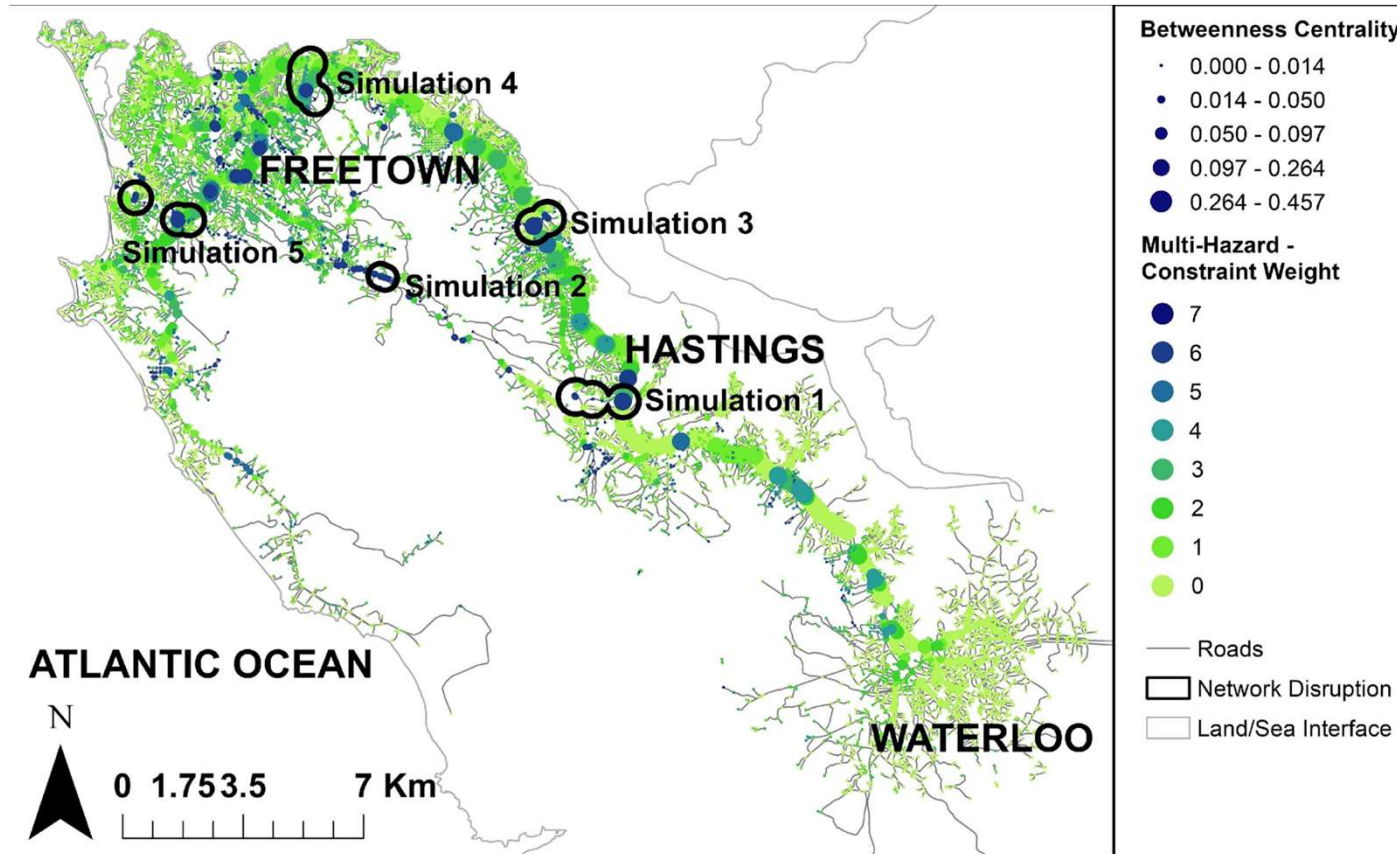 Simulation 4
FREETOWN
Simulation 3
Simulation 5
Simulation 2
HASTINGS
Simulation 1
ATLANTIC OCEAN
N
0 1.75 3.5 7 Km
WATERLOO
Betweenness Centrality
0.000 - 0.014
0.014 - 0.050
0.050 - 0.097
0.097 - 0.264
0.264 - 0.457
Multi-Hazard -
Constraint Weight
7
6
5
4
3
2
1
0
Roads
Network Disruption
Land/Sea Interface